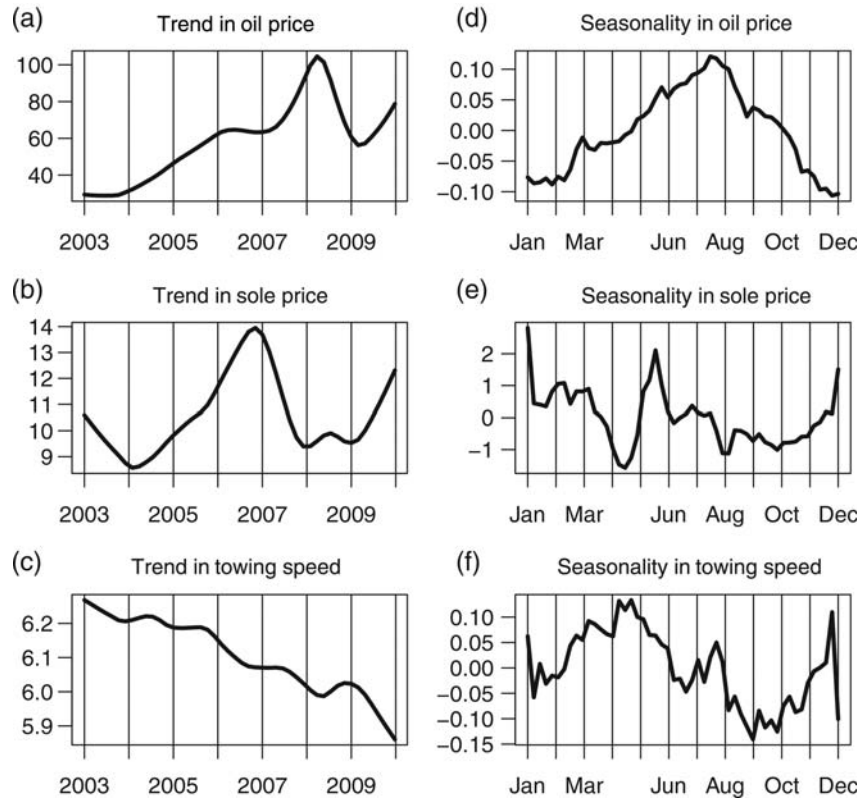 (a)
Trend in oil price
100
80
60
40
2003 2005 2007 2009
(d)
Seasonality in oil price
0.10
0.05
0.00
−0.05
−0.10
Jan Mar Jun Aug Oct Dec
(b)
Trend in sole price
14
13
12
11
10
9
2003 2005 2007 2009
(e)
Seasonality in sole price
2
1
0
−1
Jan Mar Jun Aug Oct Dec
(c)
Trend in towing speed
6.2
6.1
6.0
5.9
2003 2005 2007 2009
(f)
Seasonality in towing speed
0.10
0.05
0.00
−0.05
−0.10
−0.15
Jan Mar Jun Aug Oct Dec